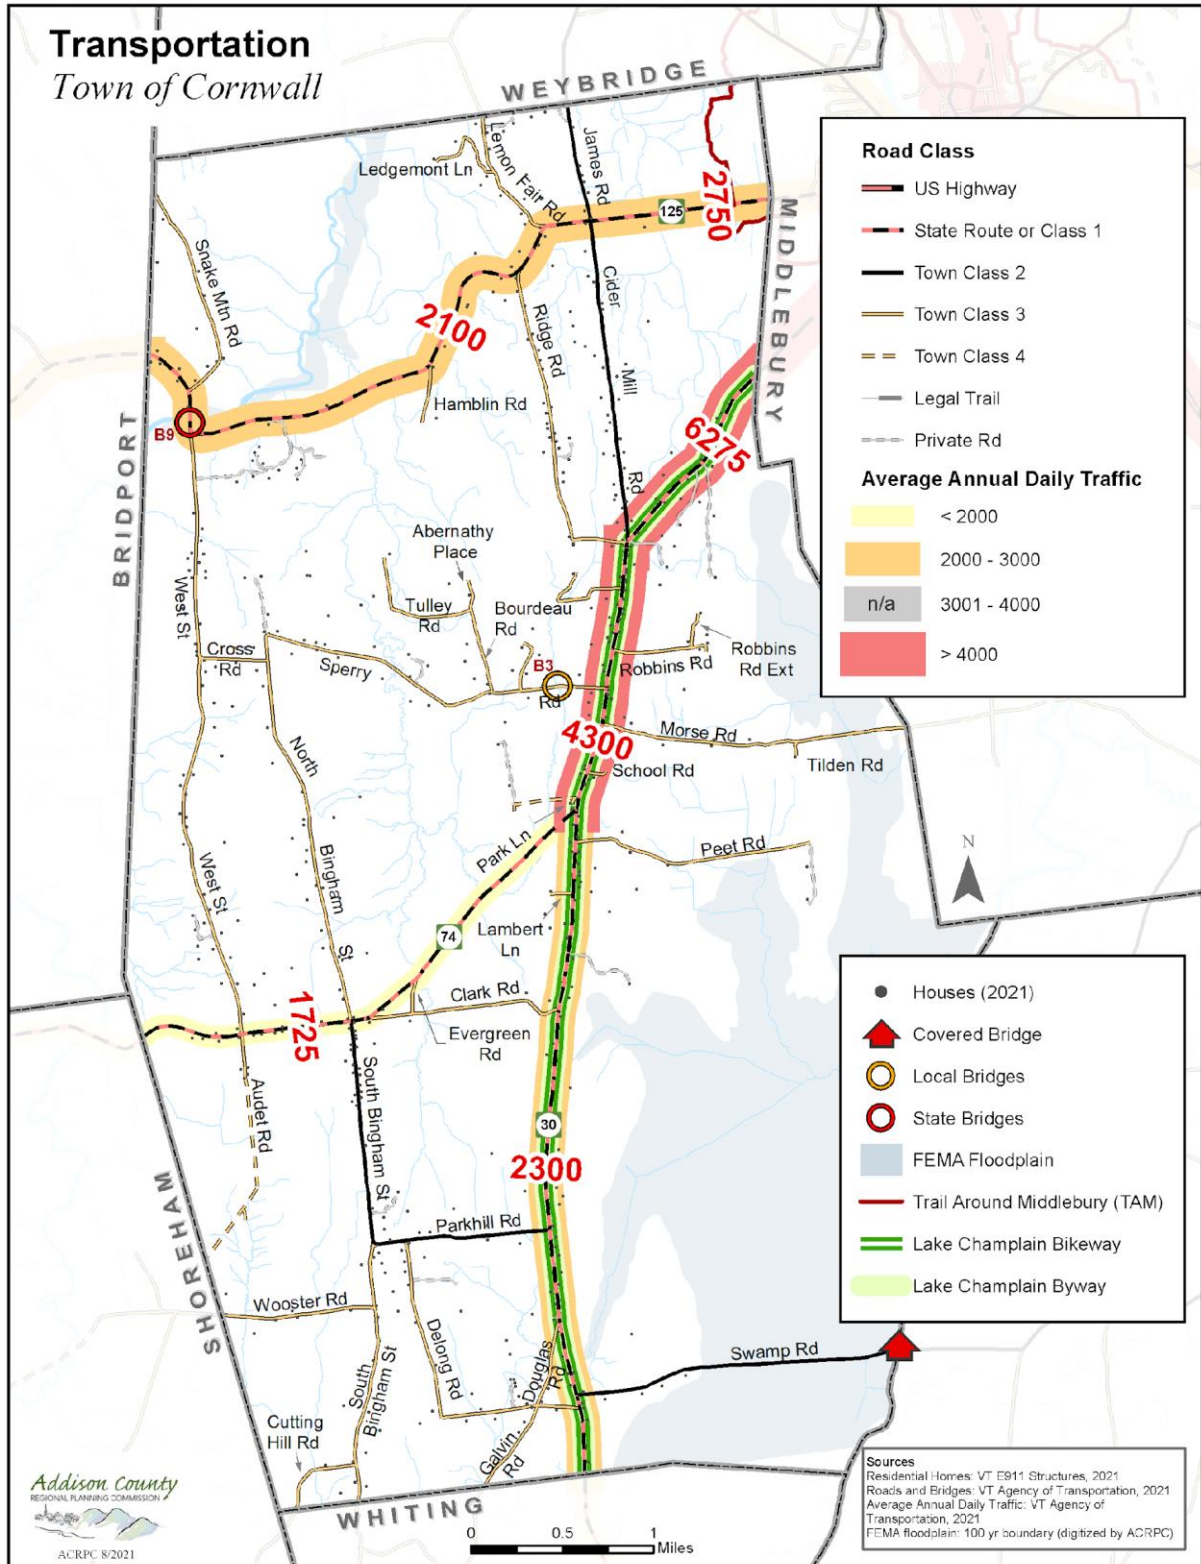 Transportation
Town of Cornwall
WEYBRIDGE
MIDDLEBURY
BRIDPORT
SHOREHAM
WHITING
Ledgemont Ln
Lemon Fair Rd
James Rd
125
2750
Snake Mtn Rd
2100
Ridge Rd
Cider
Mill
Rd
Hamblin Rd
B9
6275
West St
Abernathy
Place
Tulley
Rd
Bourdeau
Rd
Cross
Rd
Sperry
Rd
B3
Robbins Rd
Robbins
Rd Ext
4300
Morse Rd
Tilden Rd
School Rd
North
Bingham
St
West St
Park Ln
Peet Rd
74
Lambert
Ln
Clark Rd
Evergreen
Rd
1725
Audet Rd
South Bingham St
30
2300
Parkhill Rd
Wooster Rd
Delong Rd
Douglas
Rd
Swamp Rd
South
Bingham St
Cutting
Hill Rd
Galvin
Rd
N
Road Class
US Highway
State Route or Class 1
Town Class 2
Town Class 3
Town Class 4
Legal Trail
Private Rd
Average Annual Daily Traffic
< 2000
2000 - 3000
n/a 3001 - 4000
> 4000
Houses (2021)
Covered Bridge
Local Bridges
State Bridges
FEMA Floodplain
Trail Around Middlebury (TAM)
Lake Champlain Bikeway
Lake Champlain Byway
Sources
Residential Homes: VT E911 Structures, 2021
Roads and Bridges: VT Agency of Transportation, 2021
Average Annual Daily Traffic: VT Agency of
Transportation, 2021
FEMA floodplain: 100 yr boundary (digitized by ACRPC)
Addison County
REGIONAL PLANNING COMMISSION
ACRPC 8/2021
0 0.5 1
Miles